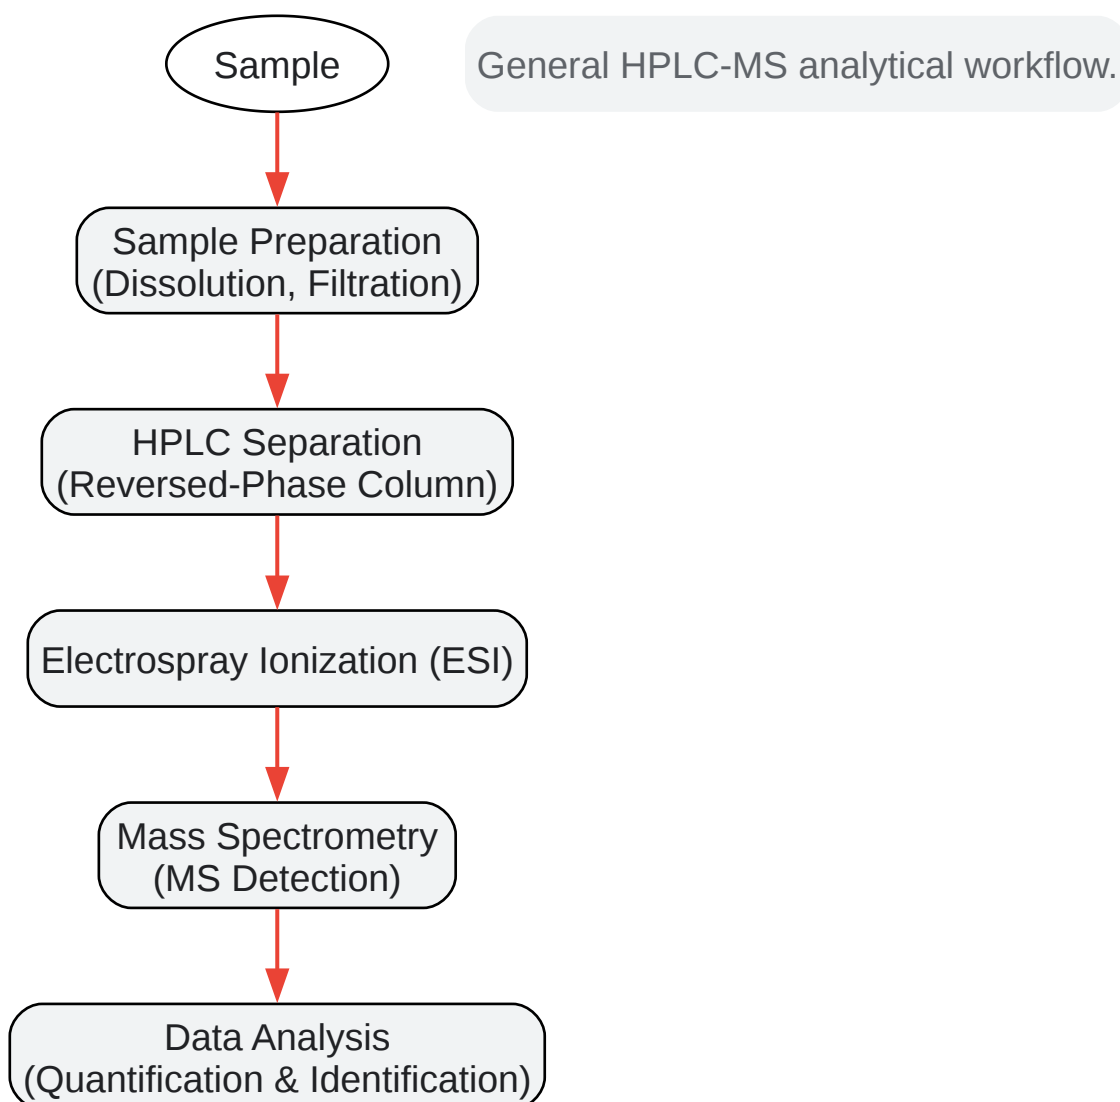 Sample
General HPLC-MS analytical workflow.
Sample Preparation
(Dissolution, Filtration)
HPLC Separation
(Reversed-Phase Column)
Electrospray Ionization (ESI)
Mass Spectrometry
(MS Detection)
Data Analysis
(Quantification & Identification)